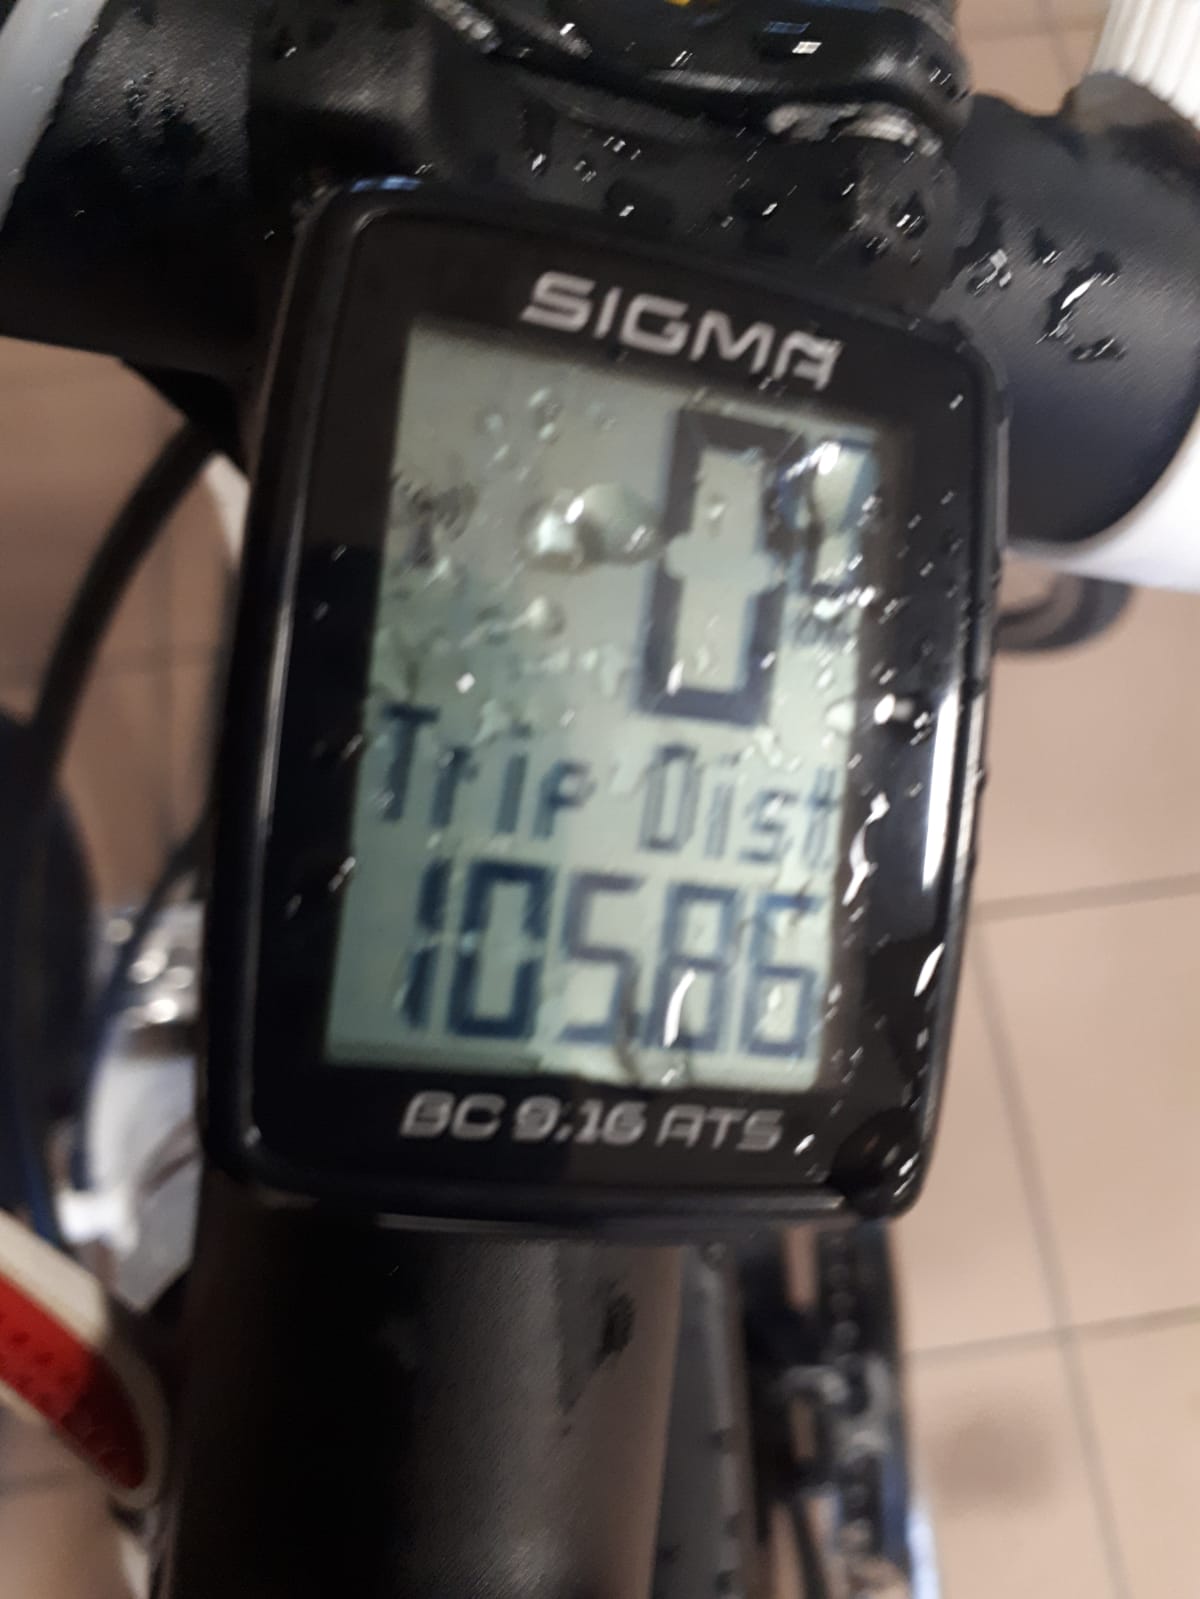 SIGMA
0
Trip Dist
105.86
BC 9.16 ATS